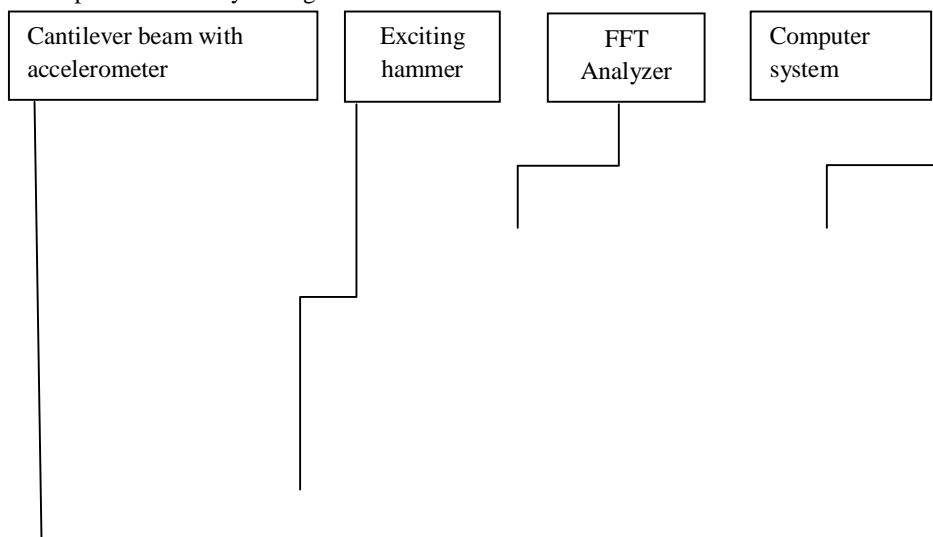 Cantilever beam with
accelerometer
Exciting
hammer
FFT
Analyzer
Computer
system